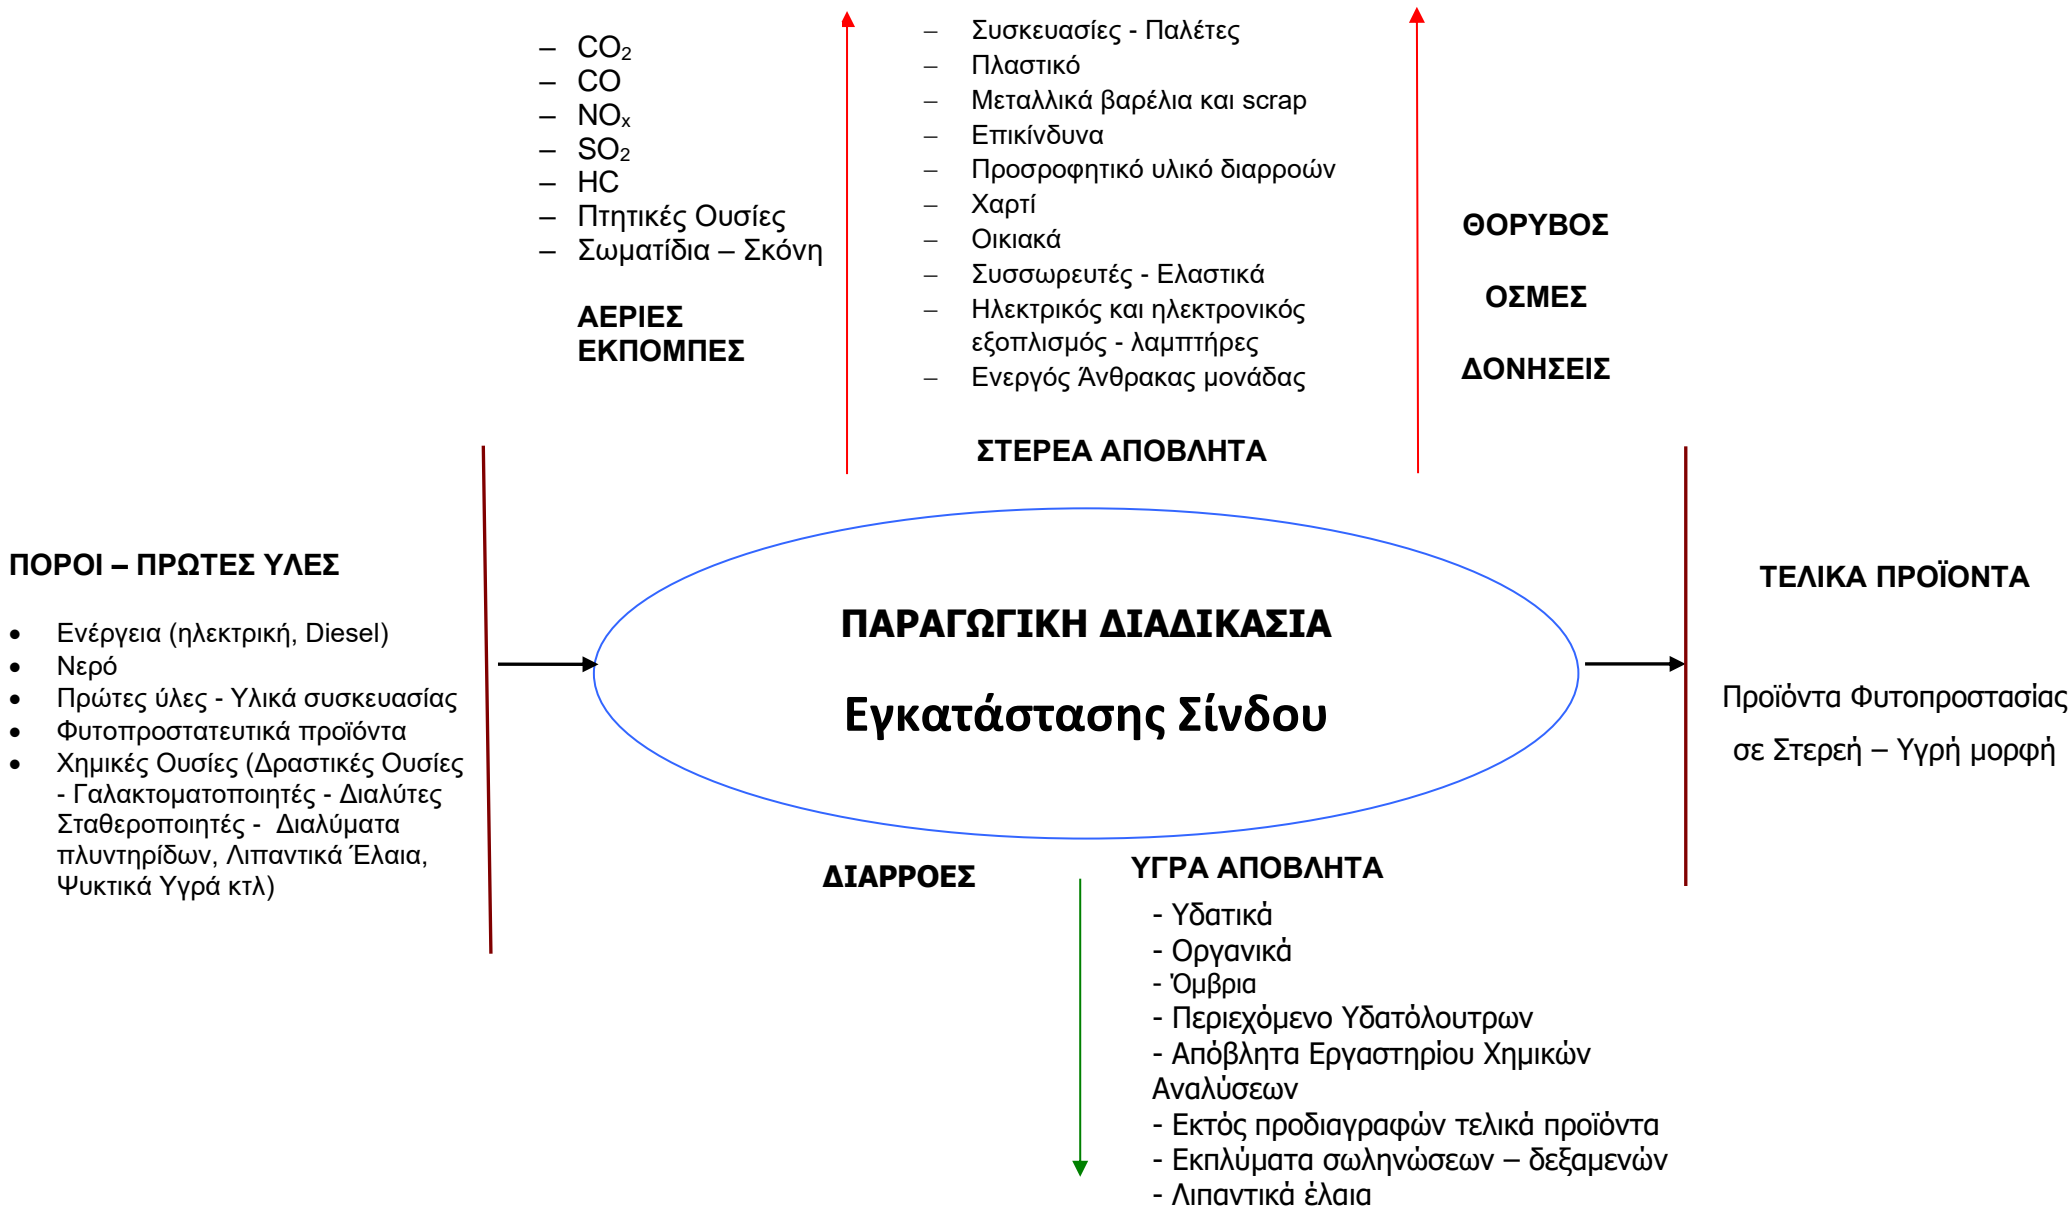 – CO₂
– CO
– NOₓ
– SO₂
– HC
– Πτητικές Ουσίες
– Σωματίδια – Σκόνη
ΑΕΡΙΕΣ
ΕΚΠΟΜΠΕΣ
– Συσκευασίες - Παλέτες
– Πλαστικό
– Μεταλλικά βαρέλια και scrap
– Επικίνδυνα
– Προσροφητικό υλικό διαρροών
– Χαρτί
– Οικιακά
– Συσσωρευτές - Ελαστικά
– Ηλεκτρικός και ηλεκτρονικός
εξοπλισμός - λαμπτήρες
– Ενεργός Άνθρακας μονάδας
ΣΤΕΡΕΑ ΑΠΟΒΛΗΤΑ
ΘΟΡΥΒΟΣ
ΟΣΜΕΣ
ΔΟΝΗΣΕΙΣ
ΠΟΡΟΙ – ΠΡΩΤΕΣ ΥΛΕΣ
• Ενέργεια (ηλεκτρική, Diesel)
• Νερό
• Πρώτες ύλες - Υλικά συσκευασίας
• Φυτοπροστατευτικά προϊόντα
• Χημικές Ουσίες (Δραστικές Ουσίες
- Γαλακτοματοποιητές - Διαλύτες
Σταθεροποιητές - Διαλύματα
πλυντηρίδων, Λιπαντικά Έλαια,
Ψυκτικά Υγρά κτλ)
ΠΑΡΑΓΩΓΙΚΗ ΔΙΑΔΙΚΑΣΙΑ
Εγκατάστασης Σίνδου
ΤΕΛΙΚΑ ΠΡΟΪΟΝΤΑ
Προϊόντα Φυτοπροστασίας
σε Στερεή – Υγρή μορφή
ΔΙΑΡΡΟΕΣ
ΥΓΡΑ ΑΠΟΒΛΗΤΑ
- Υδατικά
- Οργανικά
- Όμβρια
- Περιεχόμενο Υδατόλουτρων
- Απόβλητα Εργαστηρίου Χημικών
Αναλύσεων
- Εκτός προδιαγραφών τελικά προϊόντα
- Εκπλύματα σωληνώσεων – δεξαμενών
- Λιπαντικά έλαια